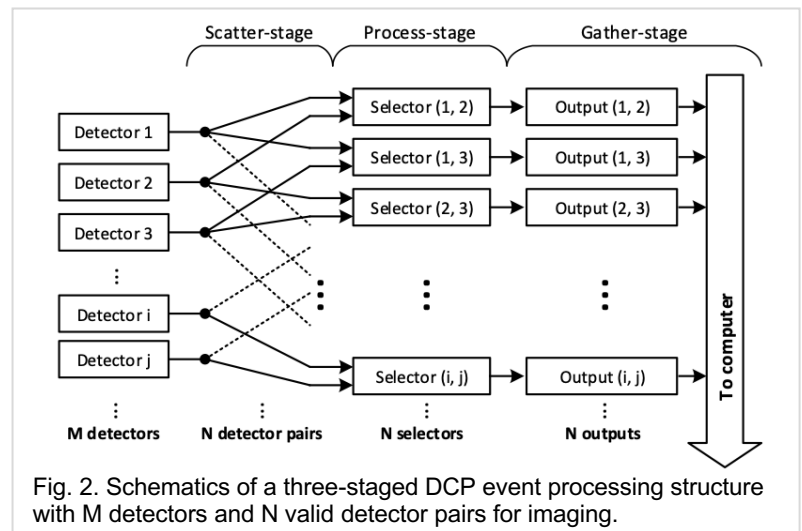 Scatter-stage Process-stage Gather-stage
Detector 1
Detector 2
Detector 3
⋮
Detector i
Detector j
⋮
M detectors
⋮
N detector pairs
Selector (1, 2)
Selector (1, 3)
Selector (2, 3)
⋮
Selector (i, j)
⋮
N selectors
Output (1, 2)
Output (1, 3)
Output (2, 3)
⋮
Output (i, j)
⋮
N outputs
To computer
Fig. 2. Schematics of a three-staged DCP event processing structure
with M detectors and N valid detector pairs for imaging.